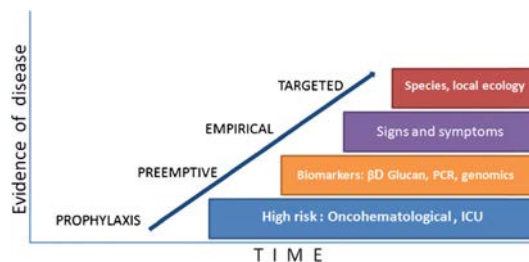 Evidence of disease
TARGETED
Species, local ecology
EMPIRICAL
Signs and symptoms
PREEMPTIVE
Biomarkers: βD Glucan, PCR, genomics
PROPHYLAXIS
High risk : Oncohematological , ICU
TIME